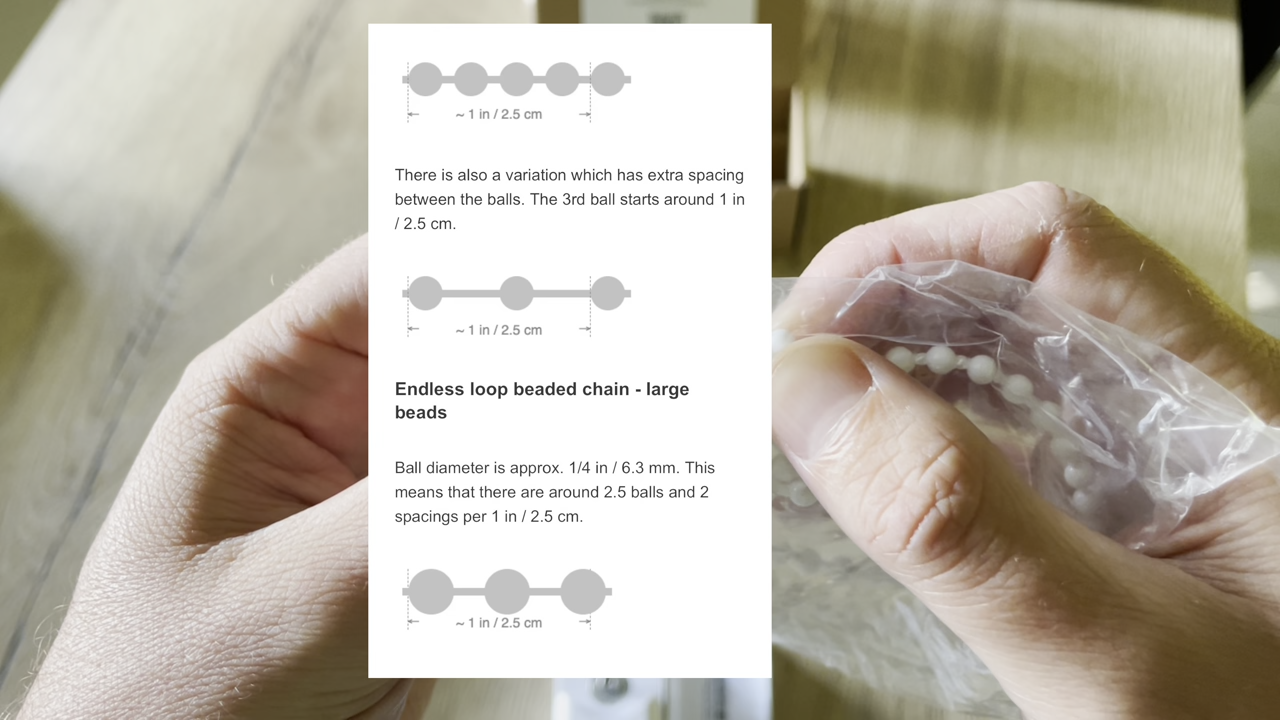 ~ 1 in / 2.5 cm
There is also a variation which has extra spacing
between the balls. The 3rd ball starts around 1 in
/ 2.5 cm.
~ 1 in / 2.5 cm
Endless loop beaded chain - large
beads
Ball diameter is approx. 1/4 in / 6.3 mm. This
means that there are around 2.5 balls and 2
spacings per 1 in / 2.5 cm.
~ 1 in / 2.5 cm